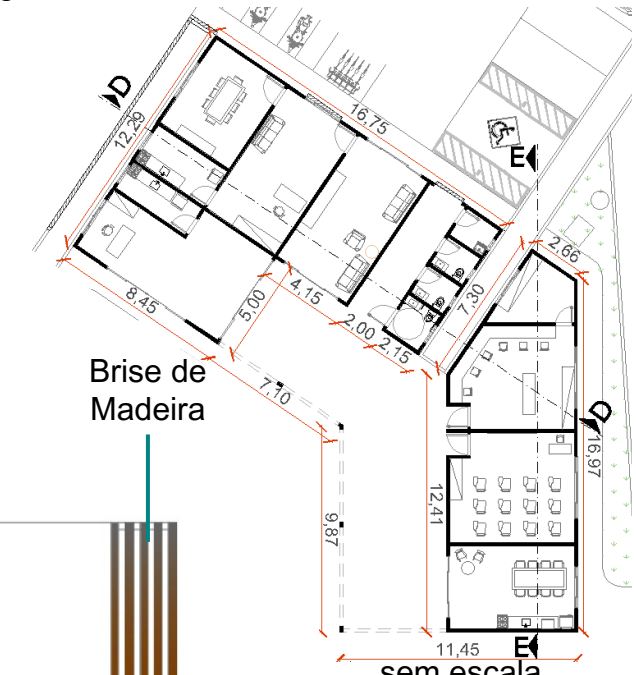 D
16,75
12,29
E
2,66
7,30
5,00
4,15
8,45
2,00
2,15
7,10
Brise de
Madeira
D
16,97
12,41
9,87
11,45
E
sem escala